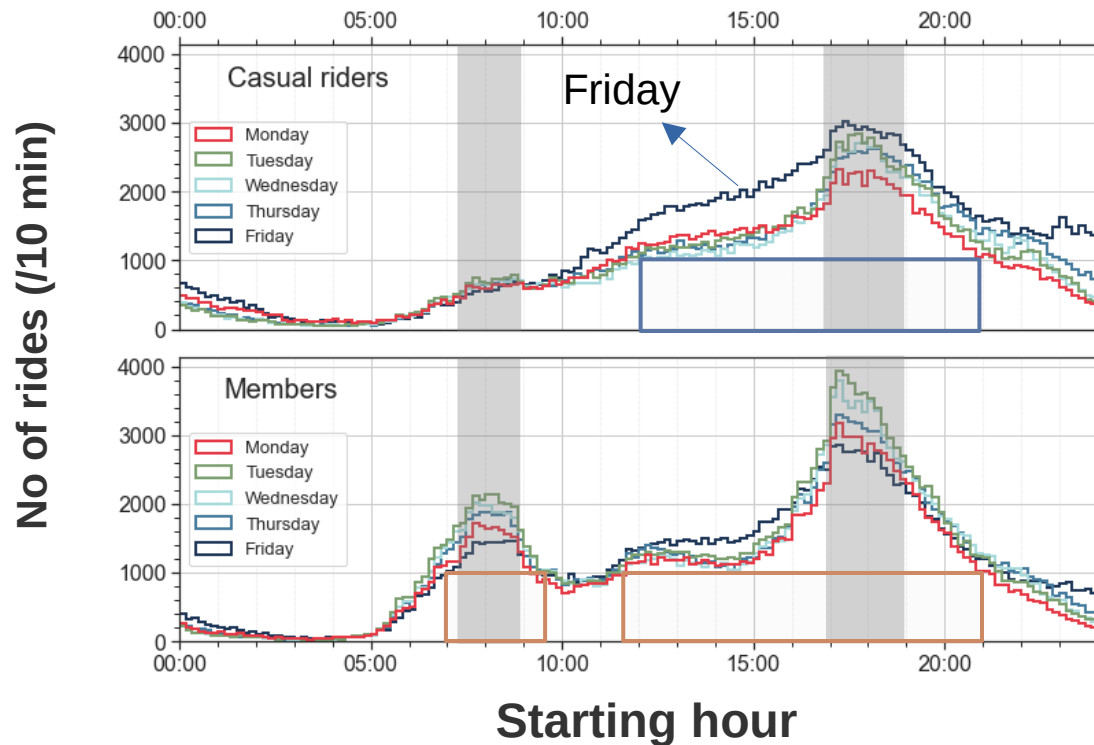 00:00 05:00 10:00 15:00 20:00
4000
Casual riders
Friday
3000
Monday
Tuesday
2000
Wednesday
Thursday
Friday
1000
0
No of rides (/10 min)
4000
Members
3000
Monday
Tuesday
2000
Wednesday
Thursday
Friday
1000
0
00:00 05:00 10:00 15:00 20:00
Starting hour